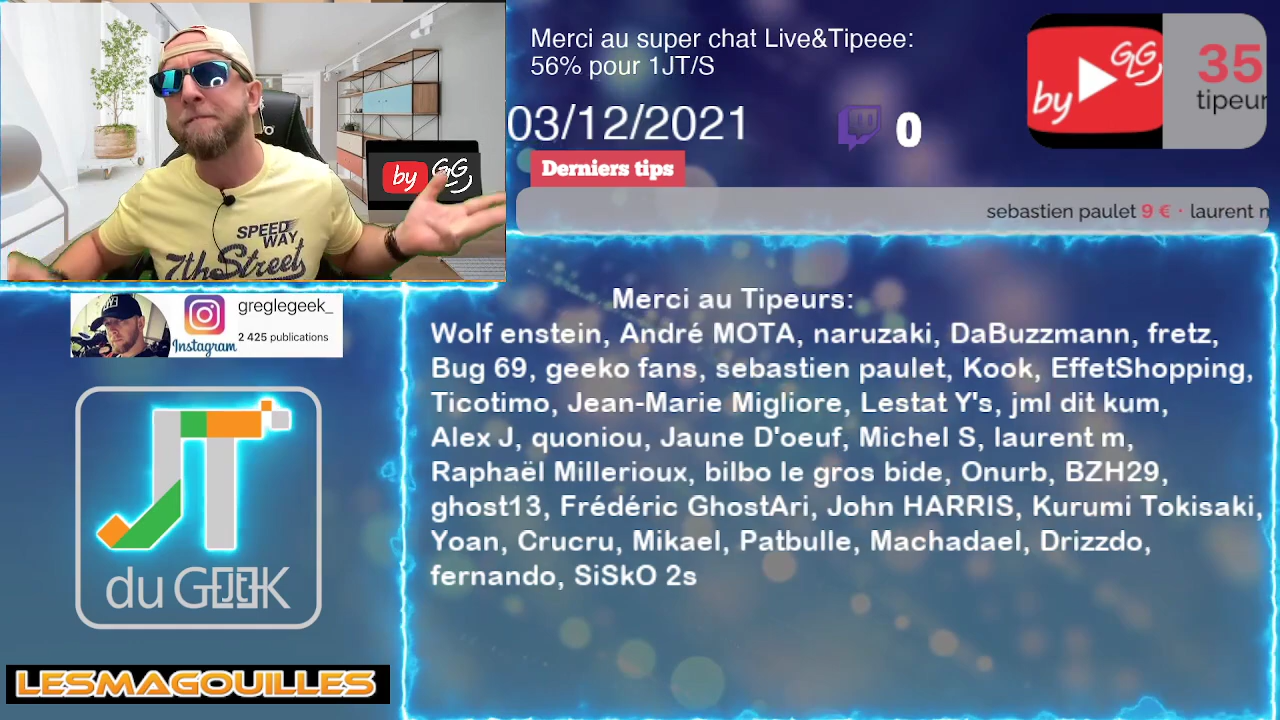 Merci au super chat Live&Tipeee:
56% pour 1JT/S
03/12/2021
0
by GG
35
tipeur
Derniers tips
sebastien paulet 9 € · laurent m
SPEED
WAY
7thStreet
by GG
greglegeek_
2 425 publications
Instagram
JT
du GEEK
LESMAGOUILLES
Merci au Tipeurs:
Wolf enstein, André MOTA, naruzaki, DaBuzzmann, fretz,
Bug 69, geeko fans, sebastien paulet, Kook, EffetShopping,
Ticotimo, Jean-Marie Migliore, Lestat Y's, jml dit kum,
Alex J, quoniou, Jaune D'oeuf, Michel S, laurent m,
Raphaël Millerioux, bilbo le gros bide, Onurb, BZH29,
ghost13, Frédéric GhostAri, John HARRIS, Kurumi Tokisaki,
Yoan, Crucru, Mikael, Patbulle, Machadael, Drizzdo,
fernando, SiSkO 2s